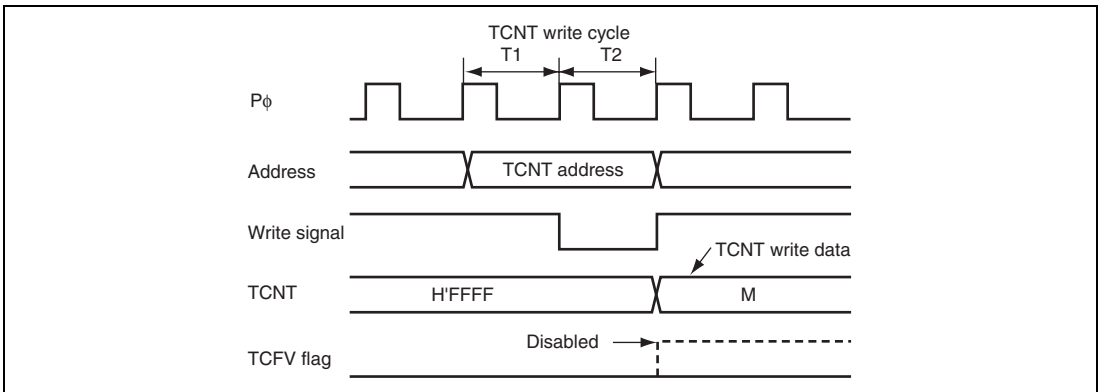 TCNT write cycle
T1 T2
Pϕ
Address TCNT address
Write signal
TCNT write data
TCNT H'FFFF M
Disabled
TCFV flag